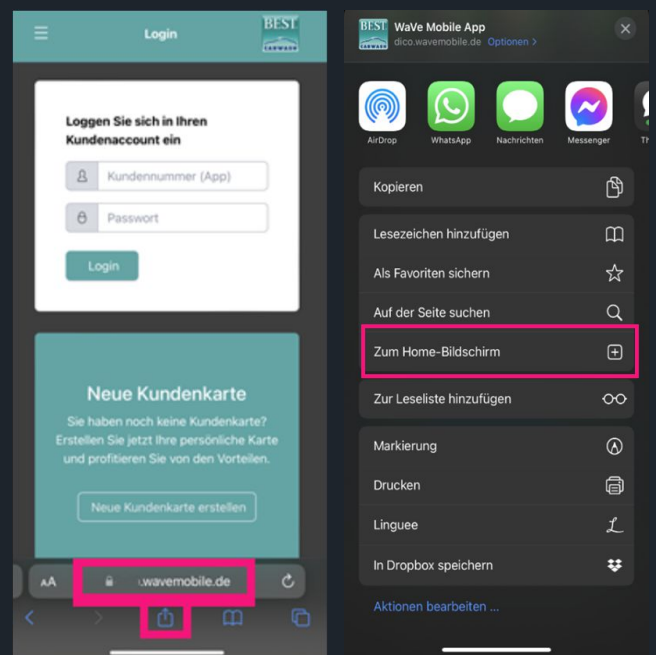 Login
BEST
CARWASH
Loggen Sie sich in Ihren
Kundenaccount ein
Kundennummer (App)
Passwort
Login
Neue Kundenkarte
Sie haben noch keine Kundenkarte?
Erstellen Sie jetzt Ihre persönliche Karte
und profitieren Sie von den Vorteilen.
Neue Kundenkarte erstellen
AA
.wavemobile.de
BEST
CARWASH
WaVe Mobile App
dico.wavemobile.de Optionen >
AirDrop
WhatsApp
Nachrichten
Messenger
Th
Kopieren
Lesezeichen hinzufügen
Als Favoriten sichern
Auf der Seite suchen
Zum Home-Bildschirm
Zur Leseliste hinzufügen
Markierung
Drucken
Linguee
In Dropbox speichern
Aktionen bearbeiten ...